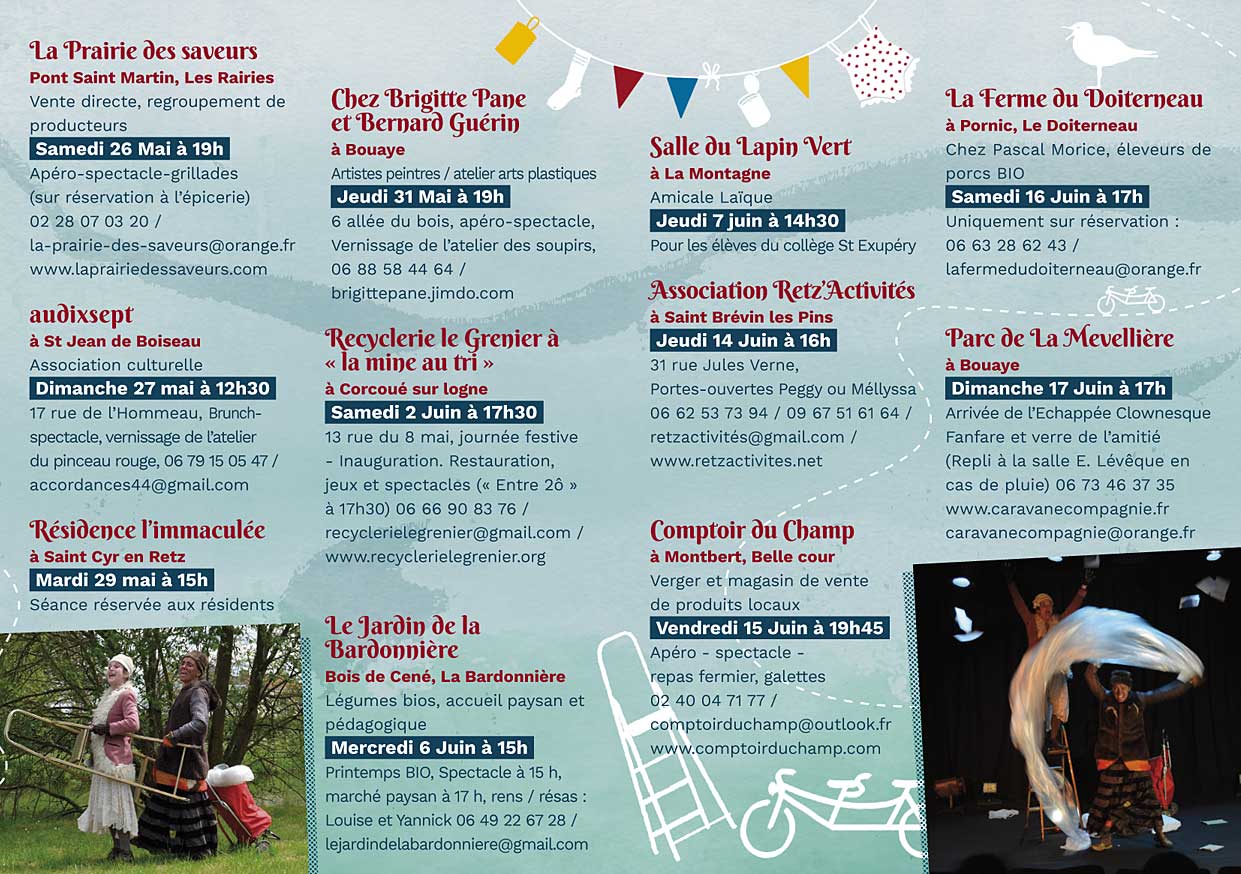 La Prairie des saveurs
Pont Saint Martin, Les Rairies
Vente directe, regroupement de
producteurs
Samedi 26 Mai à 19h
Apéro-spectacle-grillades
(sur réservation à l’épicerie)
02 28 07 03 20 /
la-prairie-des-saveurs@orange.fr
www.laprairiedessaveurs.com
audixsept
à St Jean de Boiseau
Association culturelle
Dimanche 27 mai à 12h30
17 rue de l’Hommeau, Brunch-
spectacle, vernissage de l’atelier
du pinceau rouge, 06 79 15 05 47 /
accordances44@gmail.com
Résidence l’immaculée
à Saint Cyr en Retz
Mardi 29 mai à 15h
Séance réservée aux résidents
Chez Brigitte Pane
et Bernard Guérin
à Bouaye
Artistes peintres / atelier arts plastiques
Jeudi 31 Mai à 19h
6 allée du bois, apéro-spectacle,
Vernissage de l’atelier des soupirs,
06 88 58 44 64 /
brigittepane.jimdo.com
Recyclerie le Grenier à
« la mine au tri »
à Corcoué sur logne
Samedi 2 Juin à 17h30
13 rue du 8 mai, journée festive
- Inauguration. Restauration,
jeux et spectacles (« Entre 2ô »
à 17h30) 06 66 90 83 76 /
recyclerielegrenier@gmail.com /
www.recyclerielegrenier.org
Le Jardin de la
Bardonnière
Bois de Cené, La Bardonnière
Légumes bios, accueil paysan et
pédagogique
Mercredi 6 Juin à 15h
Printemps BIO, Spectacle à 15 h,
marché paysan à 17 h, rens / résas :
Louise et Yannick 06 49 22 67 28 /
lejardindelabardonniere@gmail.com
Salle du Lapin Vert
à La Montagne
Amicale Laïque
Jeudi 7 juin à 14h30
Pour les élèves du collège St Exupéry
Association Retz’Activités
à Saint Brévin les Pins
Jeudi 14 Juin à 16h
31 rue Jules Verne,
Portes-ouvertes Peggy ou Méllyssa
06 62 53 73 94 / 09 67 51 61 64 /
retzactivités@gmail.com /
www.retzactivites.net
Comptoir du Champ
à Montbert, Belle cour
Verger et magasin de vente
de produits locaux
Vendredi 15 Juin à 19h45
Apéro - spectacle -
repas fermier, galettes
02 40 04 71 77 /
comptoirduchamp@outlook.fr
www.comptoirduchamp.com
La Ferme du Doiterneau
à Pornic, Le Doiterneau
Chez Pascal Morice, éleveurs de
porcs BIO
Samedi 16 Juin à 17h
Uniquement sur réservation :
06 63 28 62 43 /
lafermedudoiterneau@orange.fr
Parc de La Mevellière
à Bouaye
Dimanche 17 Juin à 17h
Arrivée de l’Echappée Clownesque
Fanfare et verre de l’amitié
(Repli à la salle E. Lévêque en
cas de pluie) 06 73 46 37 35
www.caravanecompagnie.fr
caravanecompagnie@orange.fr